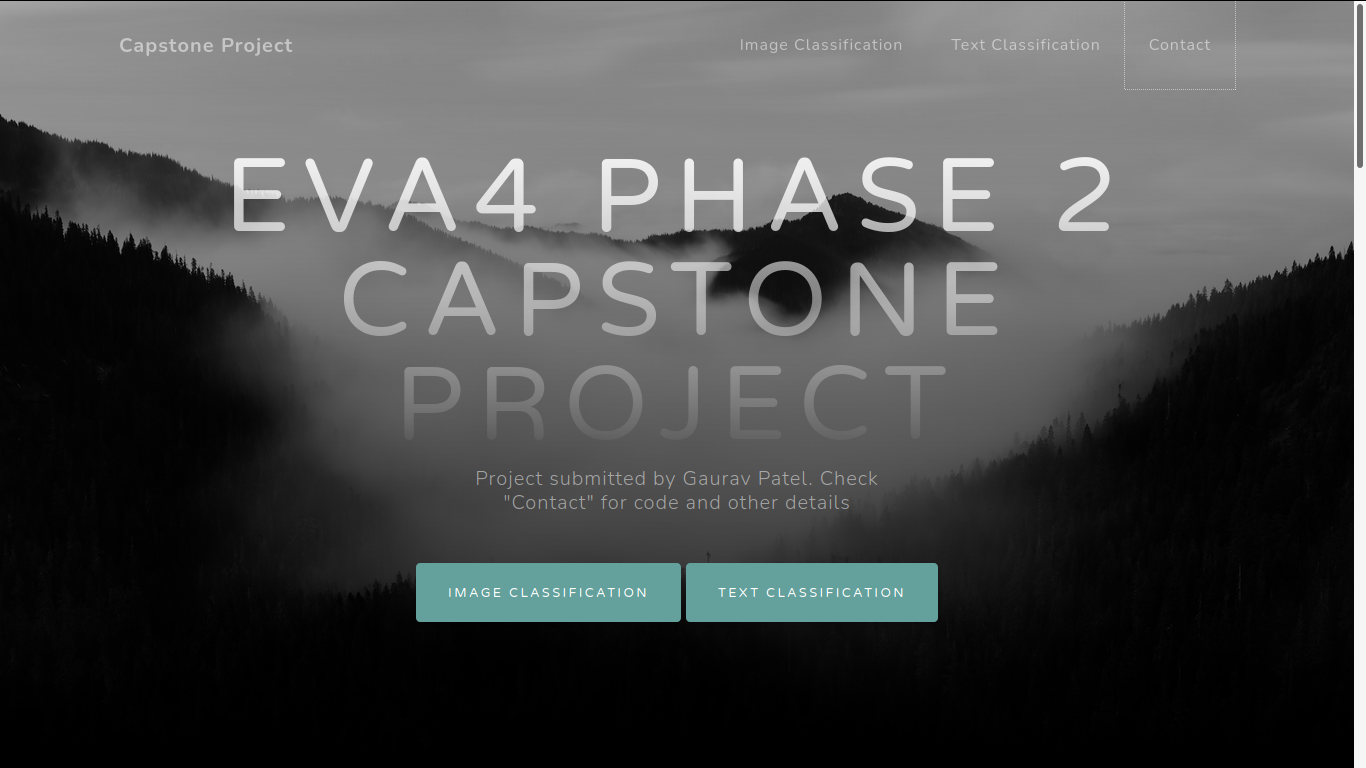 Capstone Project
Image Classification
Text Classification
Contact
EVA4 PHASE 2
CAPSTONE
PROJECT
Project submitted by Gaurav Patel. Check
"Contact" for code and other details
IMAGE CLASSIFICATION
TEXT CLASSIFICATION